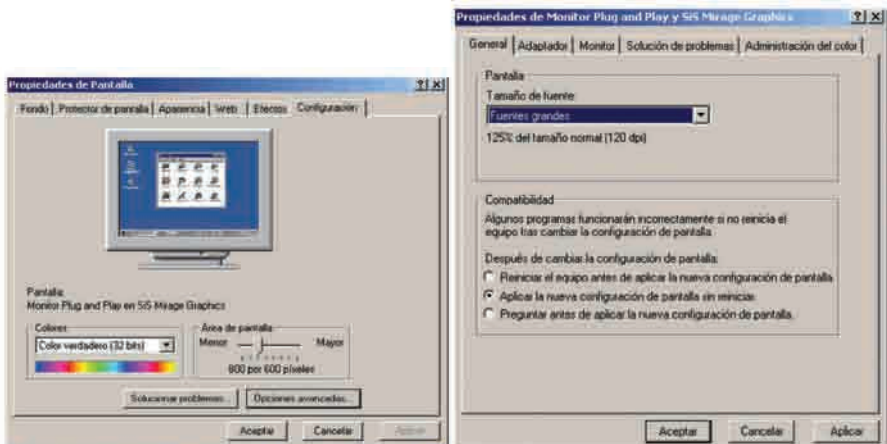 Propiedades de Pantalla
Fondo
Protector de pantalla
Apariencia
Web
Efectos
Configuración
Pantalla:
Monitor Plug and Play en SiS Mirage Graphics
Colores:
Color verdadero (32 bits)
Área de pantalla:
Menor
Mayor
800 por 600 píxeles
Solucionar problemas...
Opciones avanzadas...
Aceptar
Cancelar
Aplicar
Propiedades de Monitor Plug and Play y SiS Mirage Graphics
General
Adaptador
Monitor
Solución de problemas
Administración del color
Pantalla
Tamaño de fuente:
Fuentes grandes
125% del tamaño normal (120 dpi)
Compatibilidad
Algunos programas funcionarán incorrectamente si no reinicia el
equipo tras cambiar la configuración de pantalla.
Después de cambiar la configuración de pantalla:
Reiniciar el equipo antes de aplicar la nueva configuración de pantalla.
Aplicar la nueva configuración de pantalla sin reiniciar.
Preguntar antes de aplicar la nueva configuración de pantalla.
Aceptar
Cancelar
Aplicar